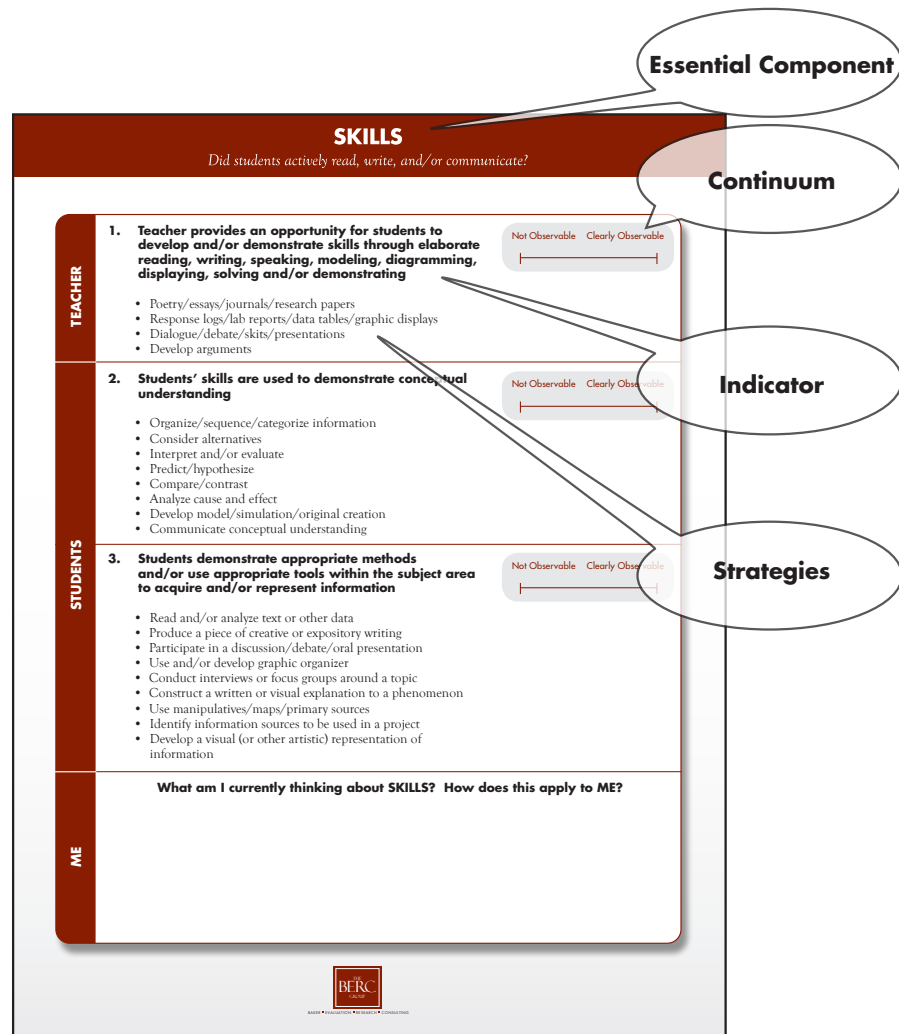 Essential Component
SKILLS
Did students actively read, write, and/or communicate?
Continuum
TEACHER
1. Teacher provides an opportunity for students to
develop and/or demonstrate skills through elaborate
reading, writing, speaking, modeling, diagramming,
displaying, solving and/or demonstrating
Not Observable Clearly Observable
• Poetry/essays/journals/research papers
• Response logs/lab reports/data tables/graphic displays
• Dialogue/debate/skits/presentations
• Develop arguments
Indicator
STUDENTS
2. Students' skills are used to demonstrate conceptual
understanding
Not Observable Clearly Observable
• Organize/sequence/categorize information
• Consider alternatives
• Interpret and/or evaluate
• Predict/hypothesize
• Compare/contrast
• Analyze cause and effect
• Develop model/simulation/original creation
• Communicate conceptual understanding
3. Students demonstrate appropriate methods
and/or use appropriate tools within the subject area
to acquire and/or represent information
Not Observable Clearly Observable
Strategies
• Read and/or analyze text or other data
• Produce a piece of creative or expository writing
• Participate in a discussion/debate/oral presentation
• Use and/or develop graphic organizer
• Conduct interviews or focus groups around a topic
• Construct a written or visual explanation to a phenomenon
• Use manipulatives/maps/primary sources
• Identify information sources to be used in a project
• Develop a visual (or other artistic) representation of
information
ME
What am I currently thinking about SKILLS? How does this apply to ME?
THE
BERC
GROUP
BAKER • EVALUATION • RESEARCH • CONSULTING